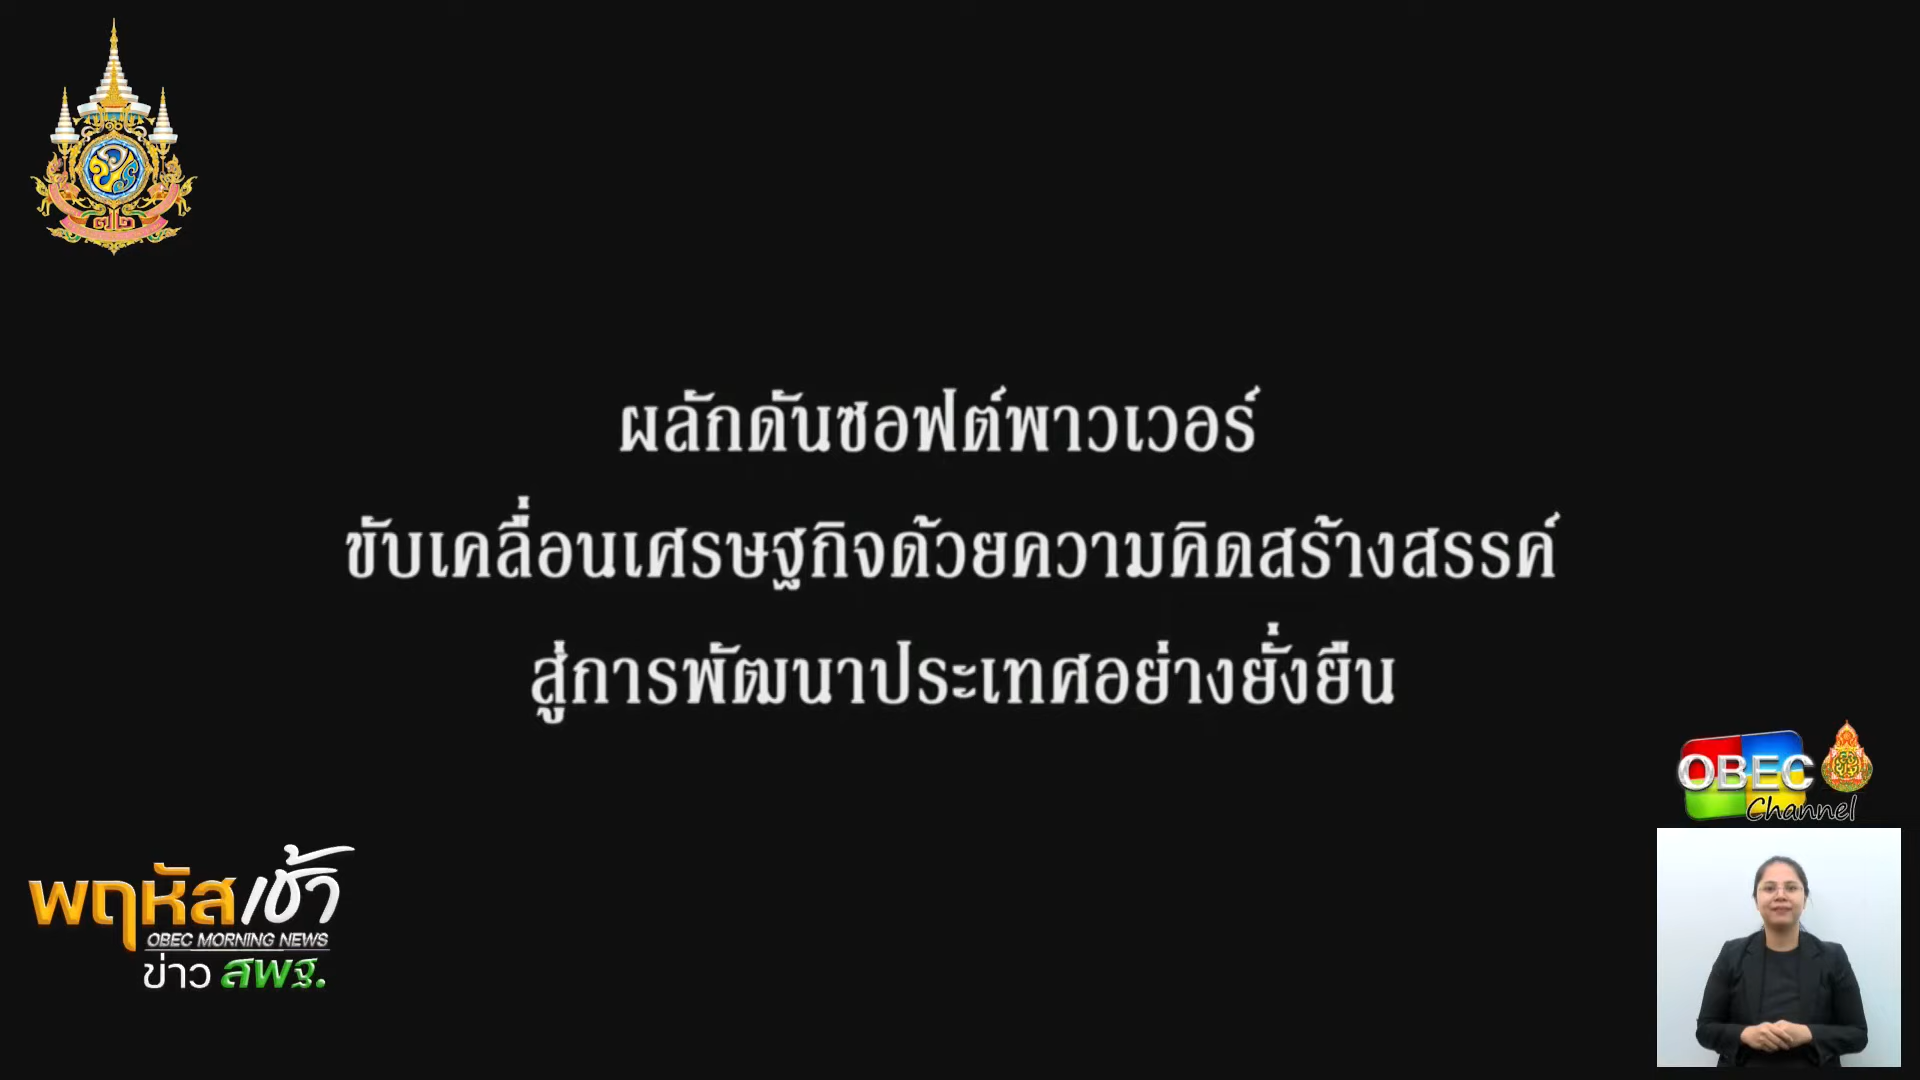 ๗๒
ผลักดันซอฟต์พาวเวอร์
ขับเคลื่อนเศรษฐกิจด้วยความคิดสร้างสรรค์
สู่การพัฒนาประเทศอย่างยั่งยืน
OBEC
Channel
พฤหัสเช้า
OBEC MORNING NEWS
ข่าว สพฐ.